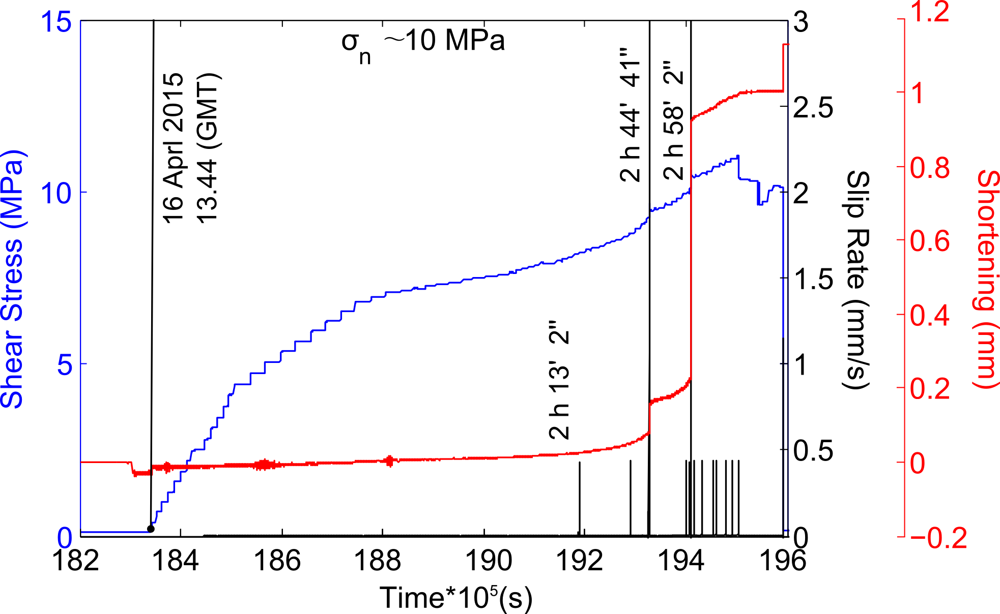 15
10
5
0
Shear Stress (MPa)
σn ~10 MPa
16 Aprl 2015
13.44 (GMT)
2 h 13' 2"
2 h 44' 41"
2 h 58' 2"
182 184 186 188 190 192 194 196
Time*10⁵(s)
3
2.5
2
1.5
1
0.5
0
Slip Rate (mm/s)
1.2
1
0.8
0.6
0.4
0.2
0
−0.2
Shortening (mm)